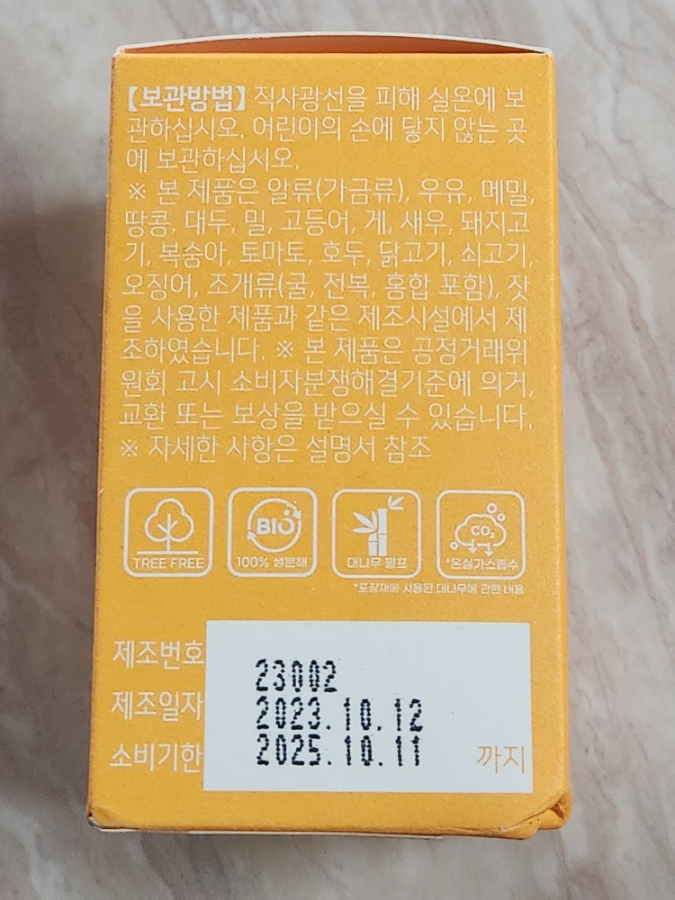 【보관방법】 직사광선을 피해 실온에 보
관하십시오. 어린이의 손에 닿지 않는 곳
에 보관하십시오.
※ 본 제품은 알류(가금류), 우유, 메밀,
땅콩, 대두, 밀, 고등어, 게, 새우, 돼지고
기, 복숭아, 토마토, 호두, 닭고기, 쇠고기,
오징어, 조개류(굴, 전복, 홍합 포함), 잣
을 사용한 제품과 같은 제조시설에서 제
조하였습니다. ※ 본 제품은 공정거래위
원회 고시 소비자분쟁해결기준에 의거,
교환 또는 보상을 받으실 수 있습니다.
※ 자세한 사항은 설명서 참조
TREE FREE
BIO
100% 생분해
대나무 펄프
CO₂
*온실가스흡수
*포장재에 사용된 대나무에 관한 내용
제조번호 23002
제조일자 2023.10.12
소비기한 2025.10.11 까지